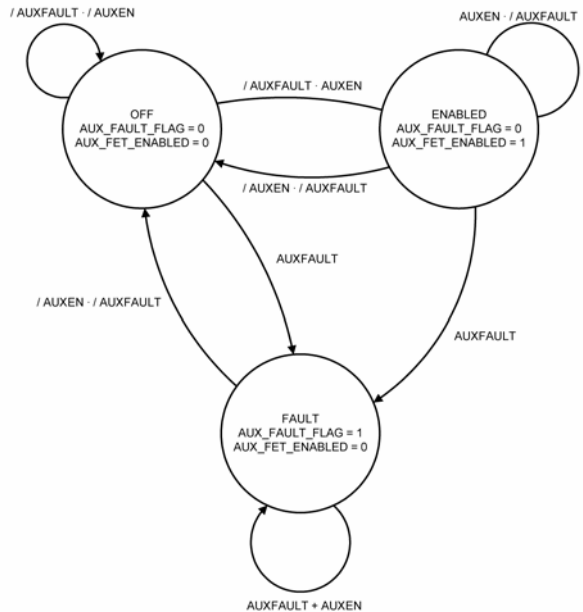 / AUXFAULT · / AUXEN
AUXEN · / AUXFAULT
/ AUXFAULT · AUXEN
OFF
AUX_FAULT_FLAG = 0
AUX_FET_ENABLED = 0
ENABLED
AUX_FAULT_FLAG = 0
AUX_FET_ENABLED = 1
/ AUXEN · / AUXFAULT
AUXFAULT
/ AUXEN · / AUXFAULT
AUXFAULT
FAULT
AUX_FAULT_FLAG = 1
AUX_FET_ENABLED = 0
AUXFAULT + AUXEN